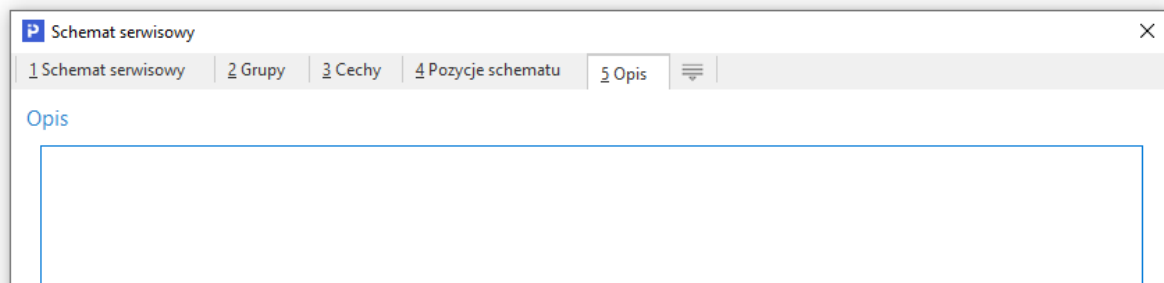 Schemat serwisowy
1 Schemat serwisowy 2 Grupy 3 Cechy 4 Pozycje schematu 5 Opis
Opis